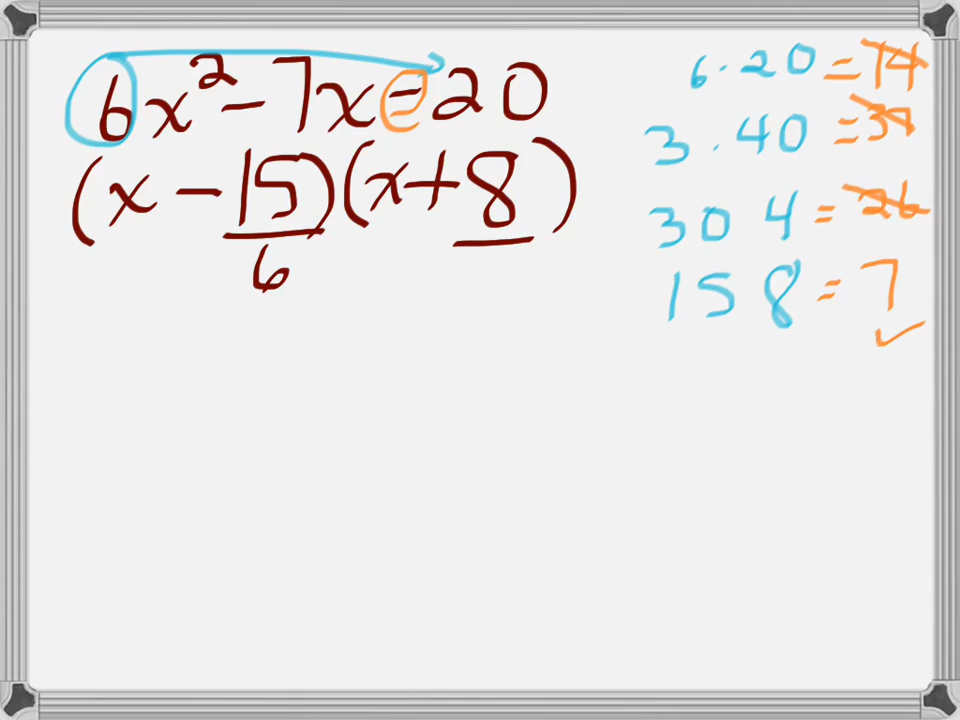 6x² - 7x = 20
(x - 15)(x + 8)
6
6 · 20 = 14
3 · 40 = 37
30 4 = 26
15 8 = 7 ✓